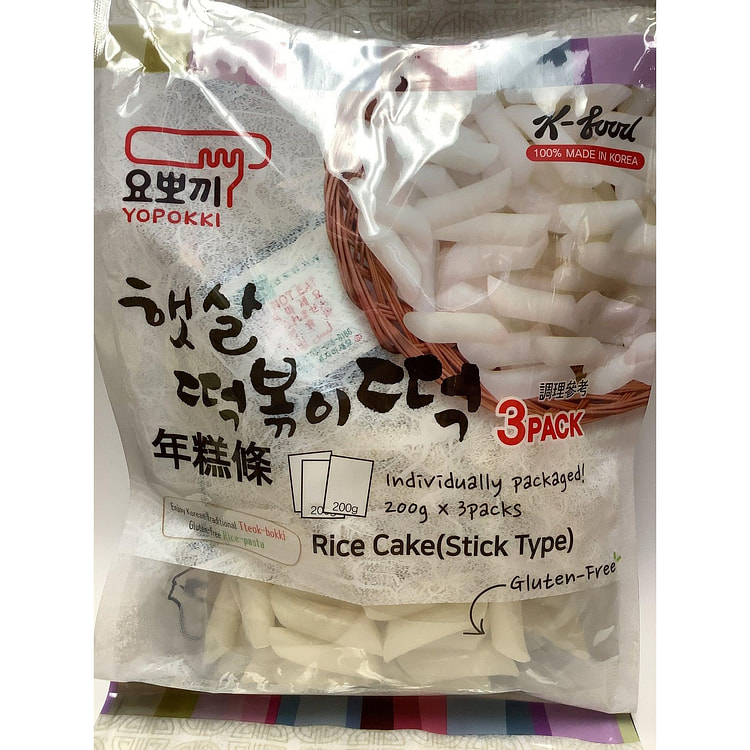 K-food
100% MADE IN KOREA
요뽀끼
YOPOKKI
햇살
떡볶이떡
調理參考
3PACK
年糕條
Individually packaged!
200g x 3packs
200g
Enjoy Korean Traditional Tteok-bokki
Gluten-free Rice-pasta
Rice Cake(Stick Type)
Gluten-Free